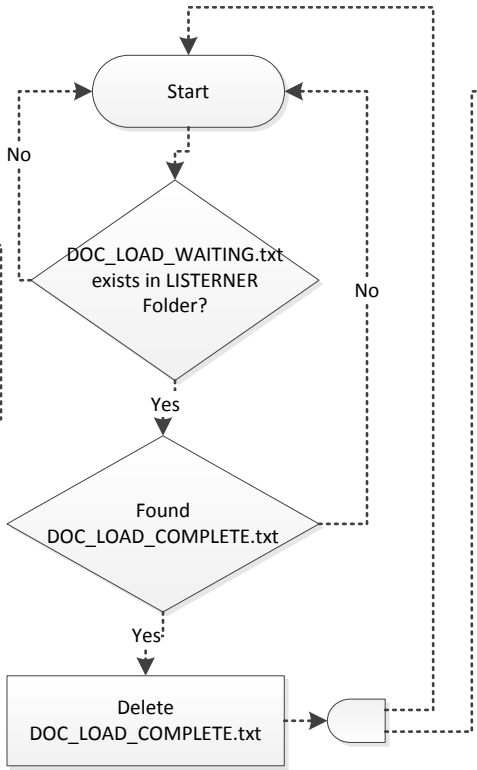 Start
No
DOC_LOAD_WAITING.txt
exists in LISTERNER
Folder?
No
Yes
Found
DOC_LOAD_COMPLETE.txt
Yes
Delete
DOC_LOAD_COMPLETE.txt